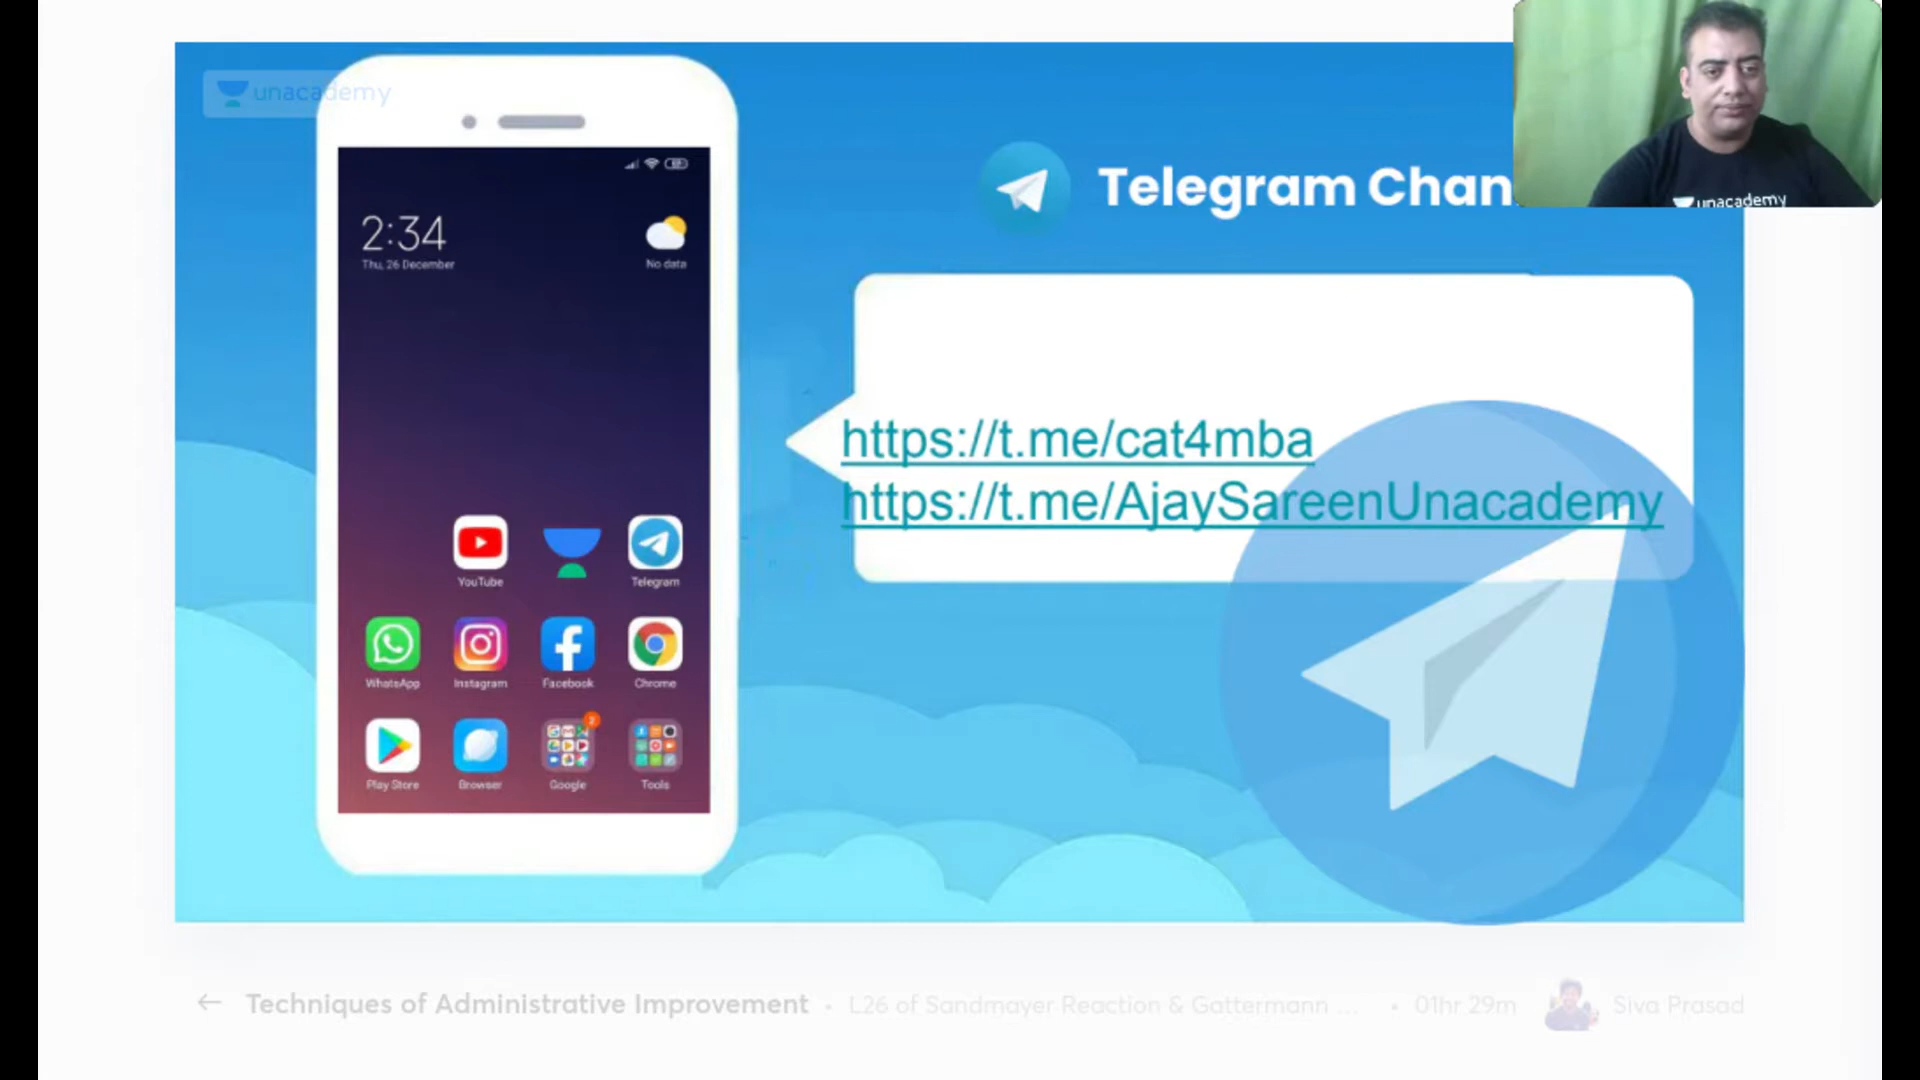 unacademy
Telegram Chan
unacademy
2:34
Thu, 26 December
No data
https://t.me/cat4mba
https://t.me/AjaySareenUnacademy
YouTube
Telegram
WhatsApp
Instagram
Facebook
Chrome
2
Play Store
Browser
Google
Tools
← Techniques of Administrative Improvement • L26 of Sandmayer Reaction & Gattermann ... • 01hr 29m Siva Prasad